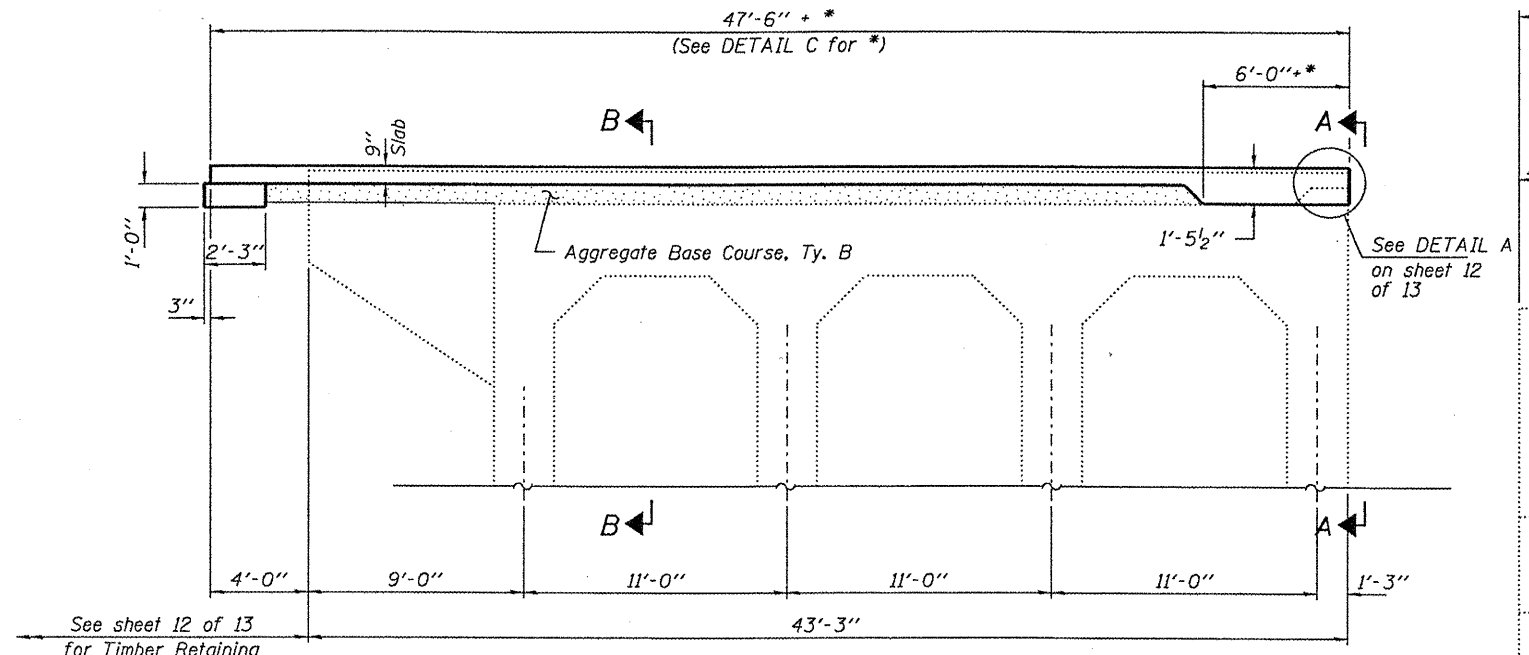 47'-6" + *
(See DETAIL C for *)
6'-0"+*
B
A
9"
Slab
1'-0"
2'-3"
3"
Aggregate Base Course, Ty. B
1'-5 1/2"
See DETAIL A
on sheet 12
of 13
B
A
4'-0"
9'-0"
11'-0"
11'-0"
11'-0"
1'-3"
See sheet 12 of 13
for Timber Retaining
43'-3"